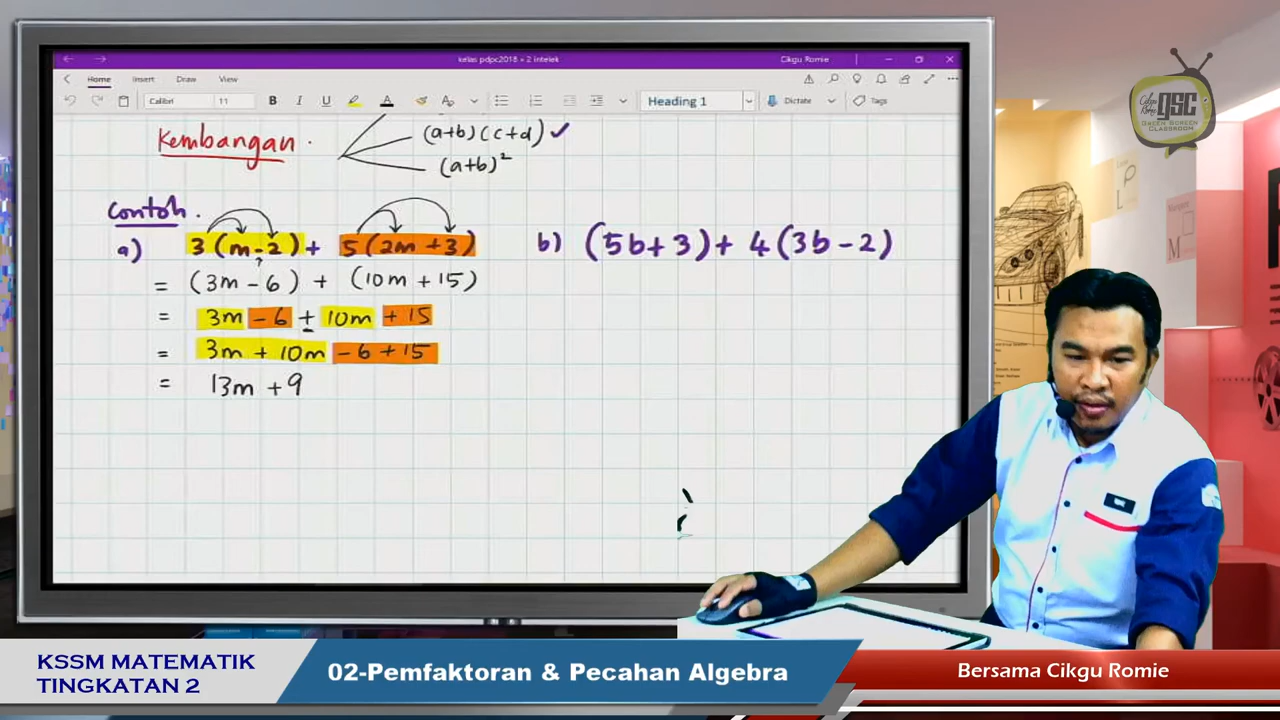 kelas pdpc2018 » 2 intelek
Cikgu Romie
Home Insert Draw View
Calibri 11 B I U A Heading 1 Dictate Tags
Kembangan.
(a+b)(c+d) ✓
(a+b)²
Contoh.
a) 3(m-2)+ 5(2m+3)
= (3m-6) + (10m+15)
= 3m -6 + 10m +15
= 3m + 10m -6 +15
= 13m +9
b) (5b+3)+ 4(3b-2)
Cikgu Romie gsc
GREEN SCREEN
CLASSROOM
KSSM MATEMATIK
TINGKATAN 2
02-Pemfaktoran & Pecahan Algebra
Bersama Cikgu Romie